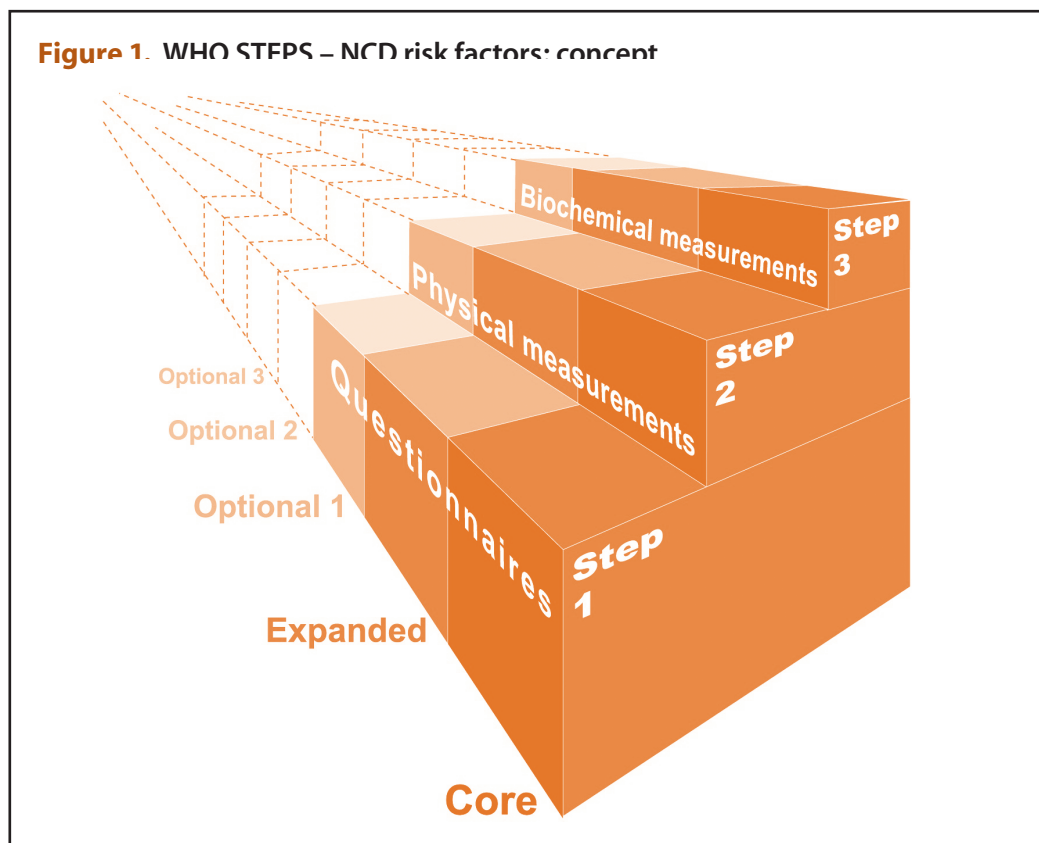 Figure 1. WHO STEPS – NCD risk factors: concept
Biochemical measurements
Step
3
Physical measurements
Step
2
Questionnaires
Step
1
Optional 3
Optional 2
Optional 1
Expanded
Core